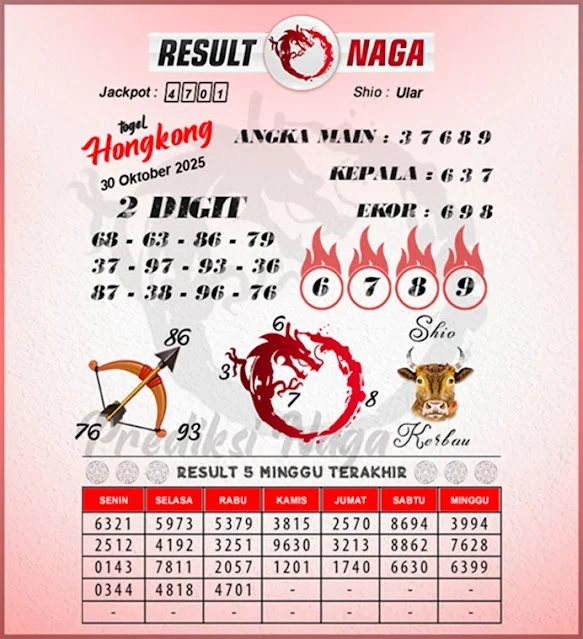 RESULT NAGA
Jackpot : 4701
Shio : Ular
togel
Hongkong
30 Oktober 2025
ANGKA MAIN : 3 7 6 8 9
KEPALA : 6 3 7
EKOR : 6 9 8
2 DIGIT
68 - 63 - 86 - 79
37 - 97 - 93 - 36
87 - 38 - 96 - 76
6 7 8 9
86
76
93
6
3
7
8
Shio
Kerbau
Prediksi Naga
RESULT 5 MINGGU TERAKHIR
SENIN SELASA RABU KAMIS JUMAT SABTU MINGGU
6321 5973 5379 3815 2570 8694 3994
2512 4192 3251 9630 3213 8862 7628
0143 7811 2057 1201 1740 6630 6399
0344 4818 4701 - - - -
- - - - - - -